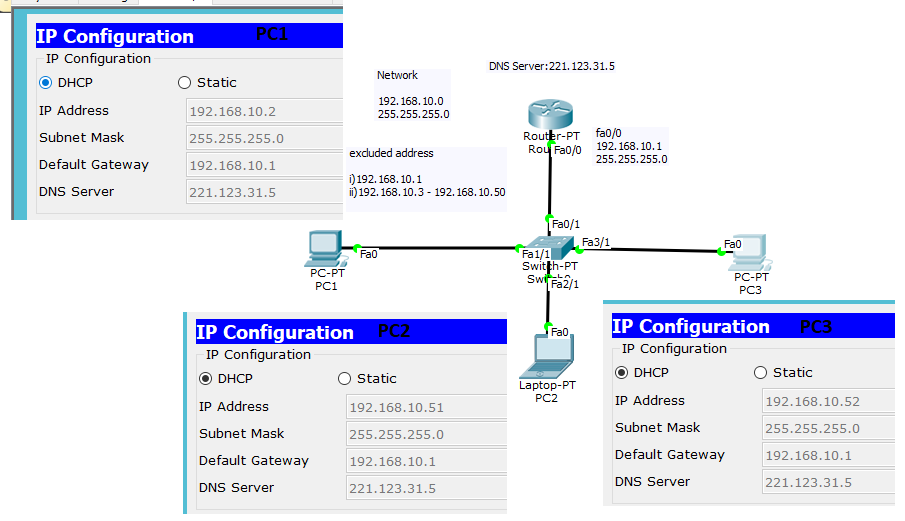 IP Configuration PC1
IP Configuration
DHCP Static
IP Address 192.168.10.2
Subnet Mask 255.255.255.0
Default Gateway 192.168.10.1
DNS Server 221.123.31.5
DNS Server:221.123.31.5
Network
192.168.10.0
255.255.255.0
excluded address
i)192.168.10.1
ii)192.168.10.3 - 192.168.10.50
Router-PT
Fa0/0
fa0/0
192.168.10.1
255.255.255.0
Fa0/1
Fa0
Fa1/1
Fa3/1
Fa0
Switch-PT
Fa2/1
PC-PT
PC1
PC-PT
PC3
Fa0
Laptop-PT
PC2
IP Configuration PC2
IP Configuration
DHCP Static
IP Address 192.168.10.51
Subnet Mask 255.255.255.0
Default Gateway 192.168.10.1
DNS Server 221.123.31.5
IP Configuration PC3
IP Configuration
DHCP Static
IP Address 192.168.10.52
Subnet Mask 255.255.255.0
Default Gateway 192.168.10.1
DNS Server 221.123.31.5